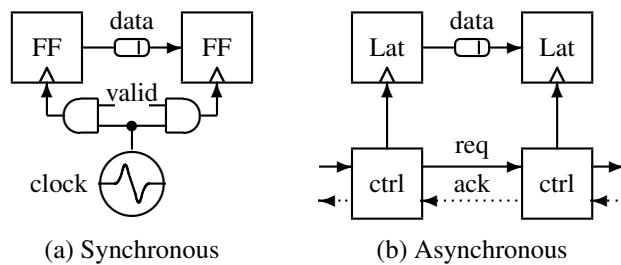 data
FF
FF
valid
clock
(a) Synchronous
data
Lat
Lat
req
ctrl
ack
ctrl
(b) Asynchronous